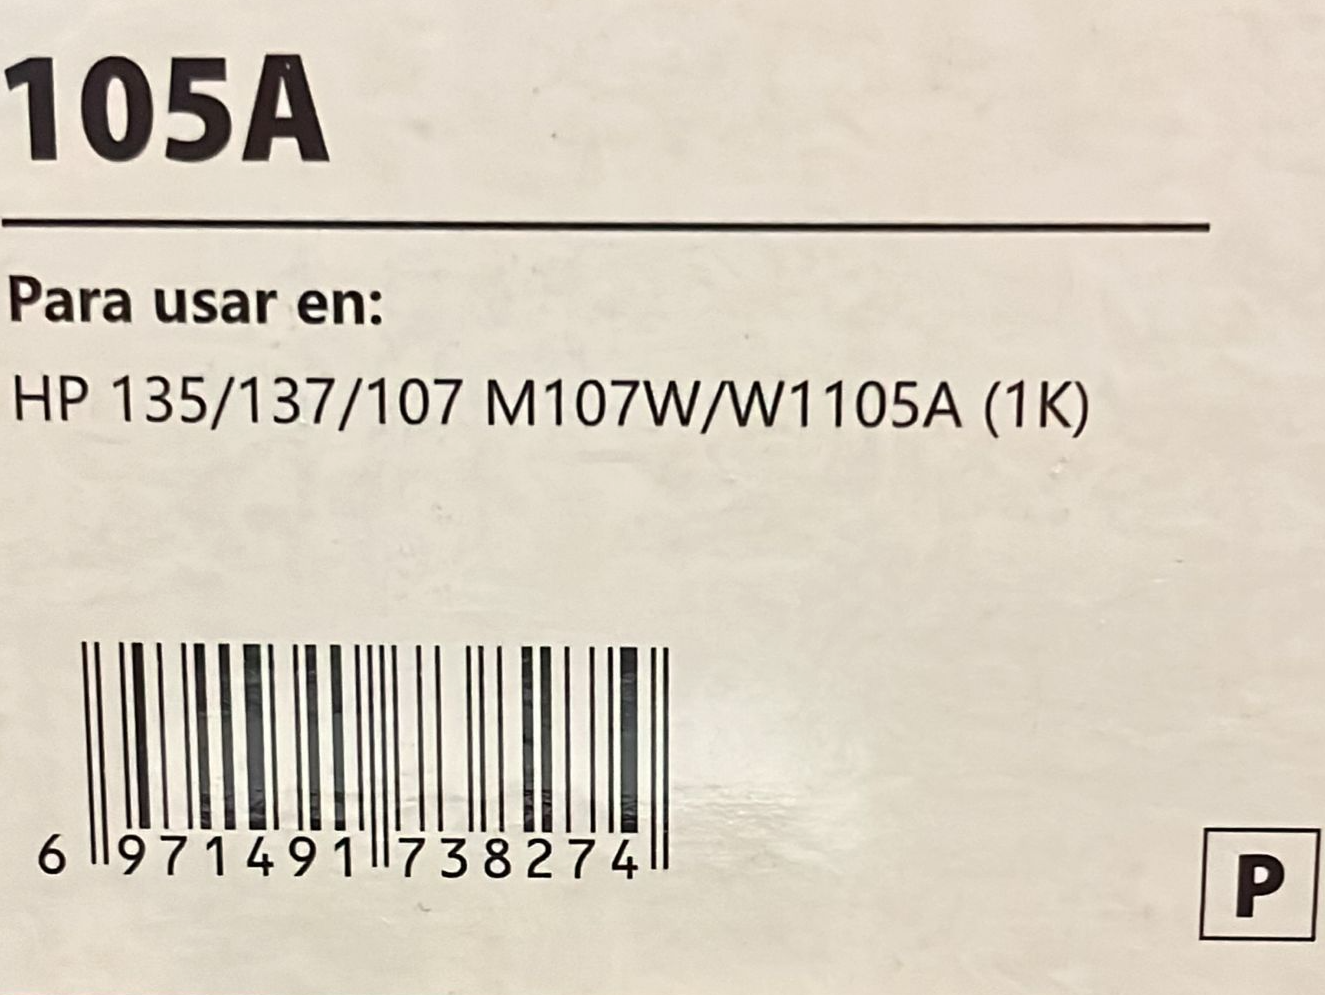 105A
Para usar en:
HP 135/137/107 M107W/W1105A (1K)
6 971491 738274
P